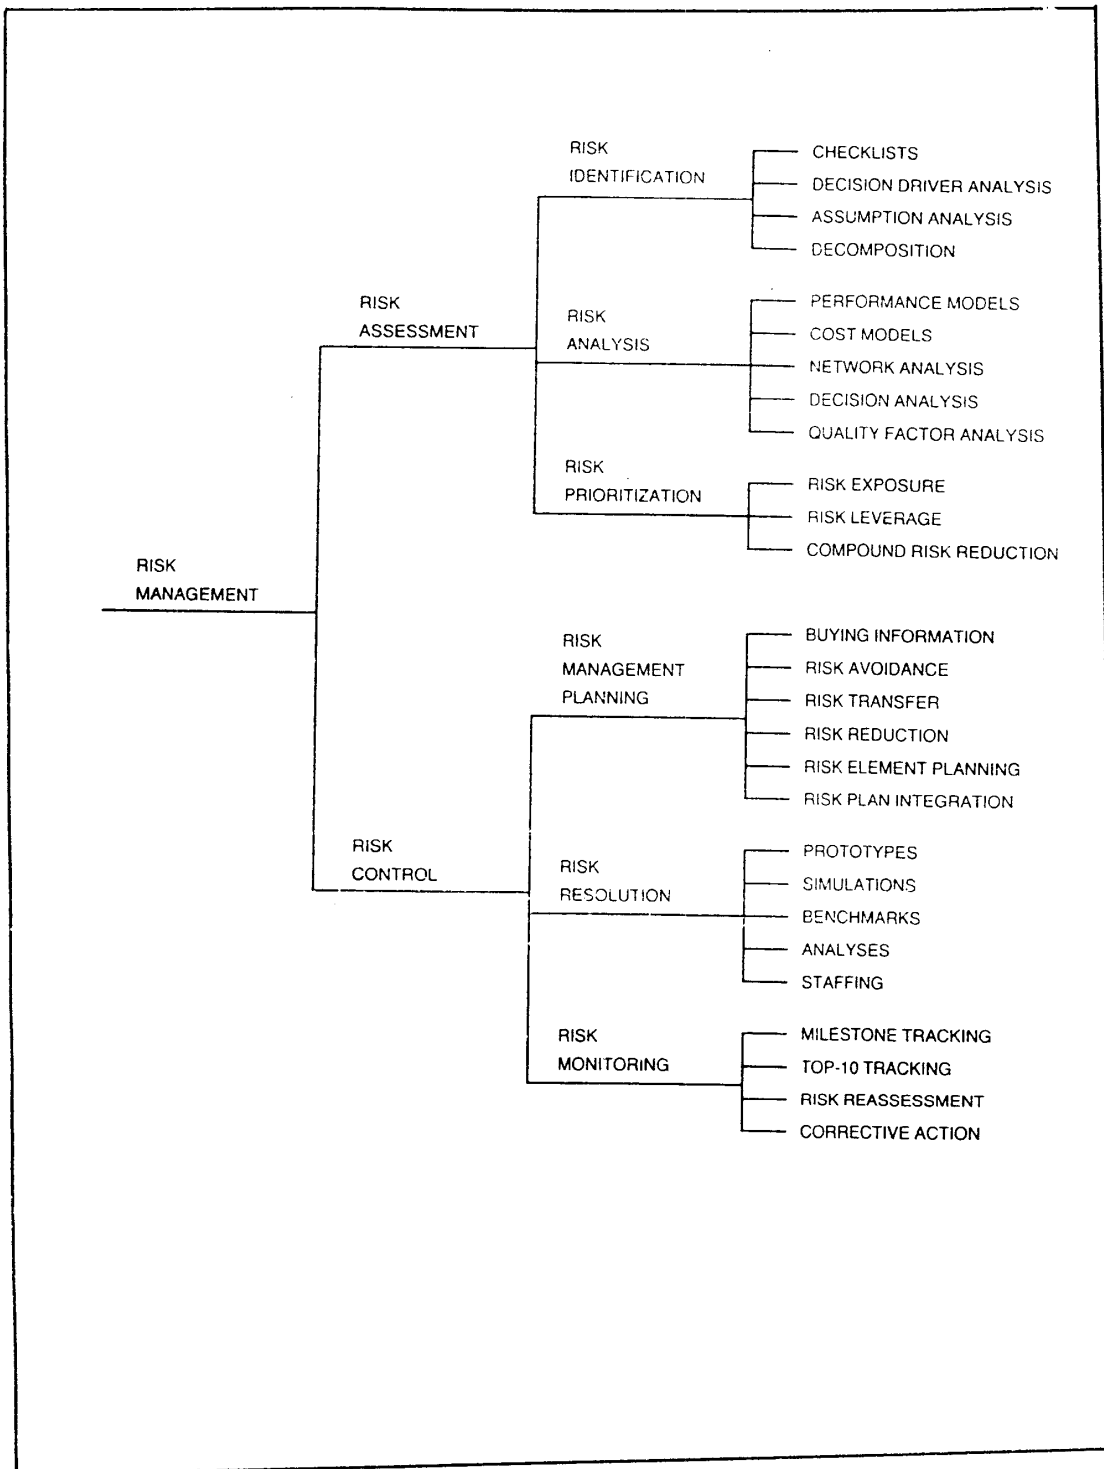 RISK
MANAGEMENT
RISK
ASSESSMENT
RISK
IDENTIFICATION
CHECKLISTS
DECISION DRIVER ANALYSIS
ASSUMPTION ANALYSIS
DECOMPOSITION
RISK
ANALYSIS
PERFORMANCE MODELS
COST MODELS
NETWORK ANALYSIS
DECISION ANALYSIS
QUALITY FACTOR ANALYSIS
RISK
PRIORITIZATION
RISK EXPOSURE
RISK LEVERAGE
COMPOUND RISK REDUCTION
RISK
CONTROL
RISK
MANAGEMENT
PLANNING
BUYING INFORMATION
RISK AVOIDANCE
RISK TRANSFER
RISK REDUCTION
RISK ELEMENT PLANNING
RISK PLAN INTEGRATION
RISK
RESOLUTION
PROTOTYPES
SIMULATIONS
BENCHMARKS
ANALYSES
STAFFING
RISK
MONITORING
MILESTONE TRACKING
TOP-10 TRACKING
RISK REASSESSMENT
CORRECTIVE ACTION